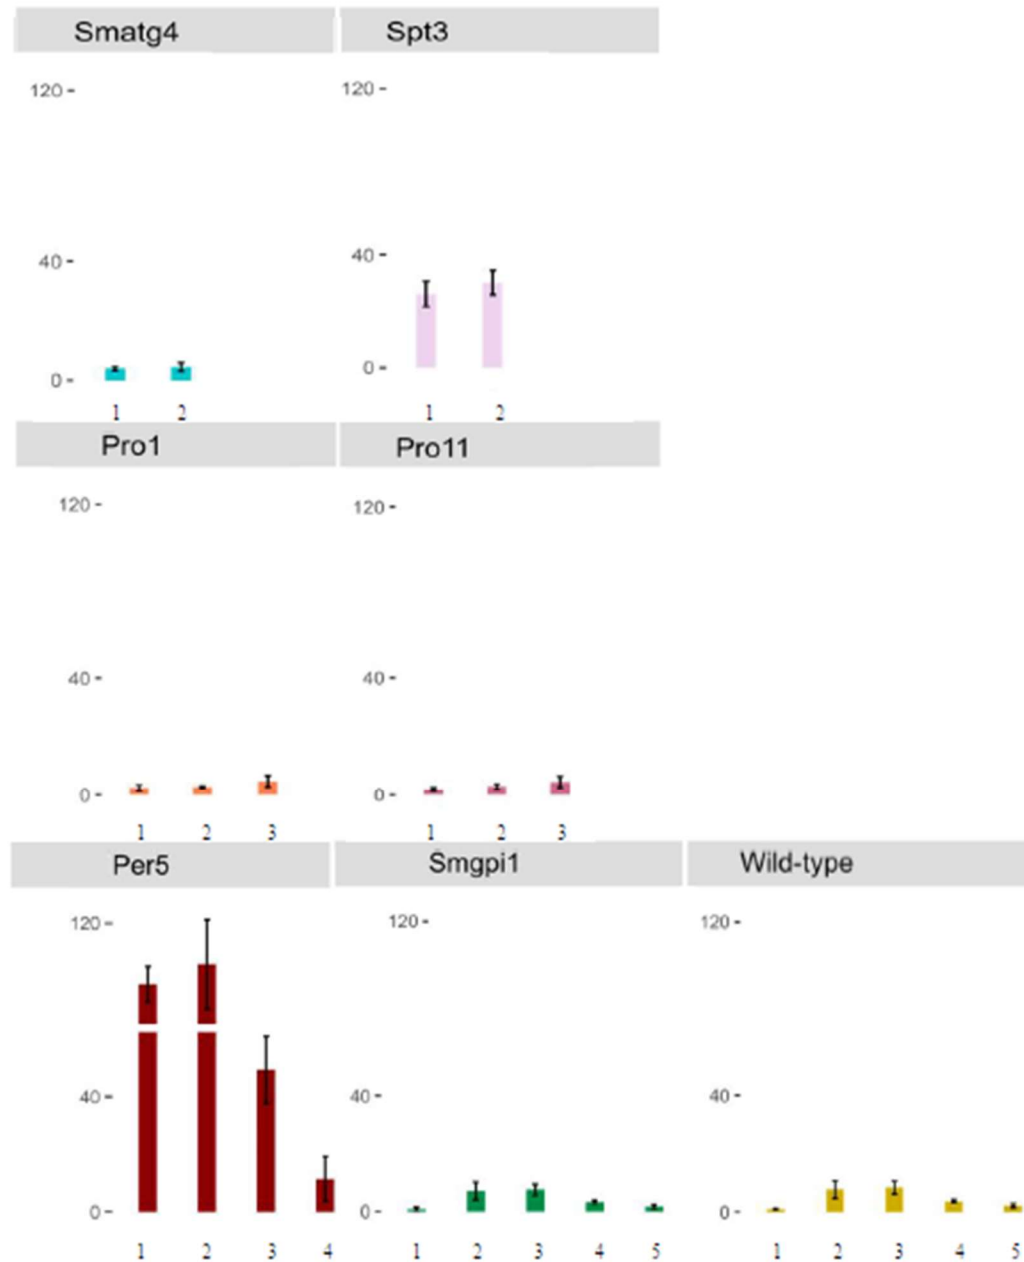 Smatg4 Spt3
120 120
40 40
0 0
1 2 1 2
Pro1 Pro11
120 120
40 40
0 0
1 2 3 1 2 3
Per5 Smgpi1 Wild-type
120 120 120
40 40 40
0 0 0
1 2 3 4 1 2 3 4 5 1 2 3 4 5